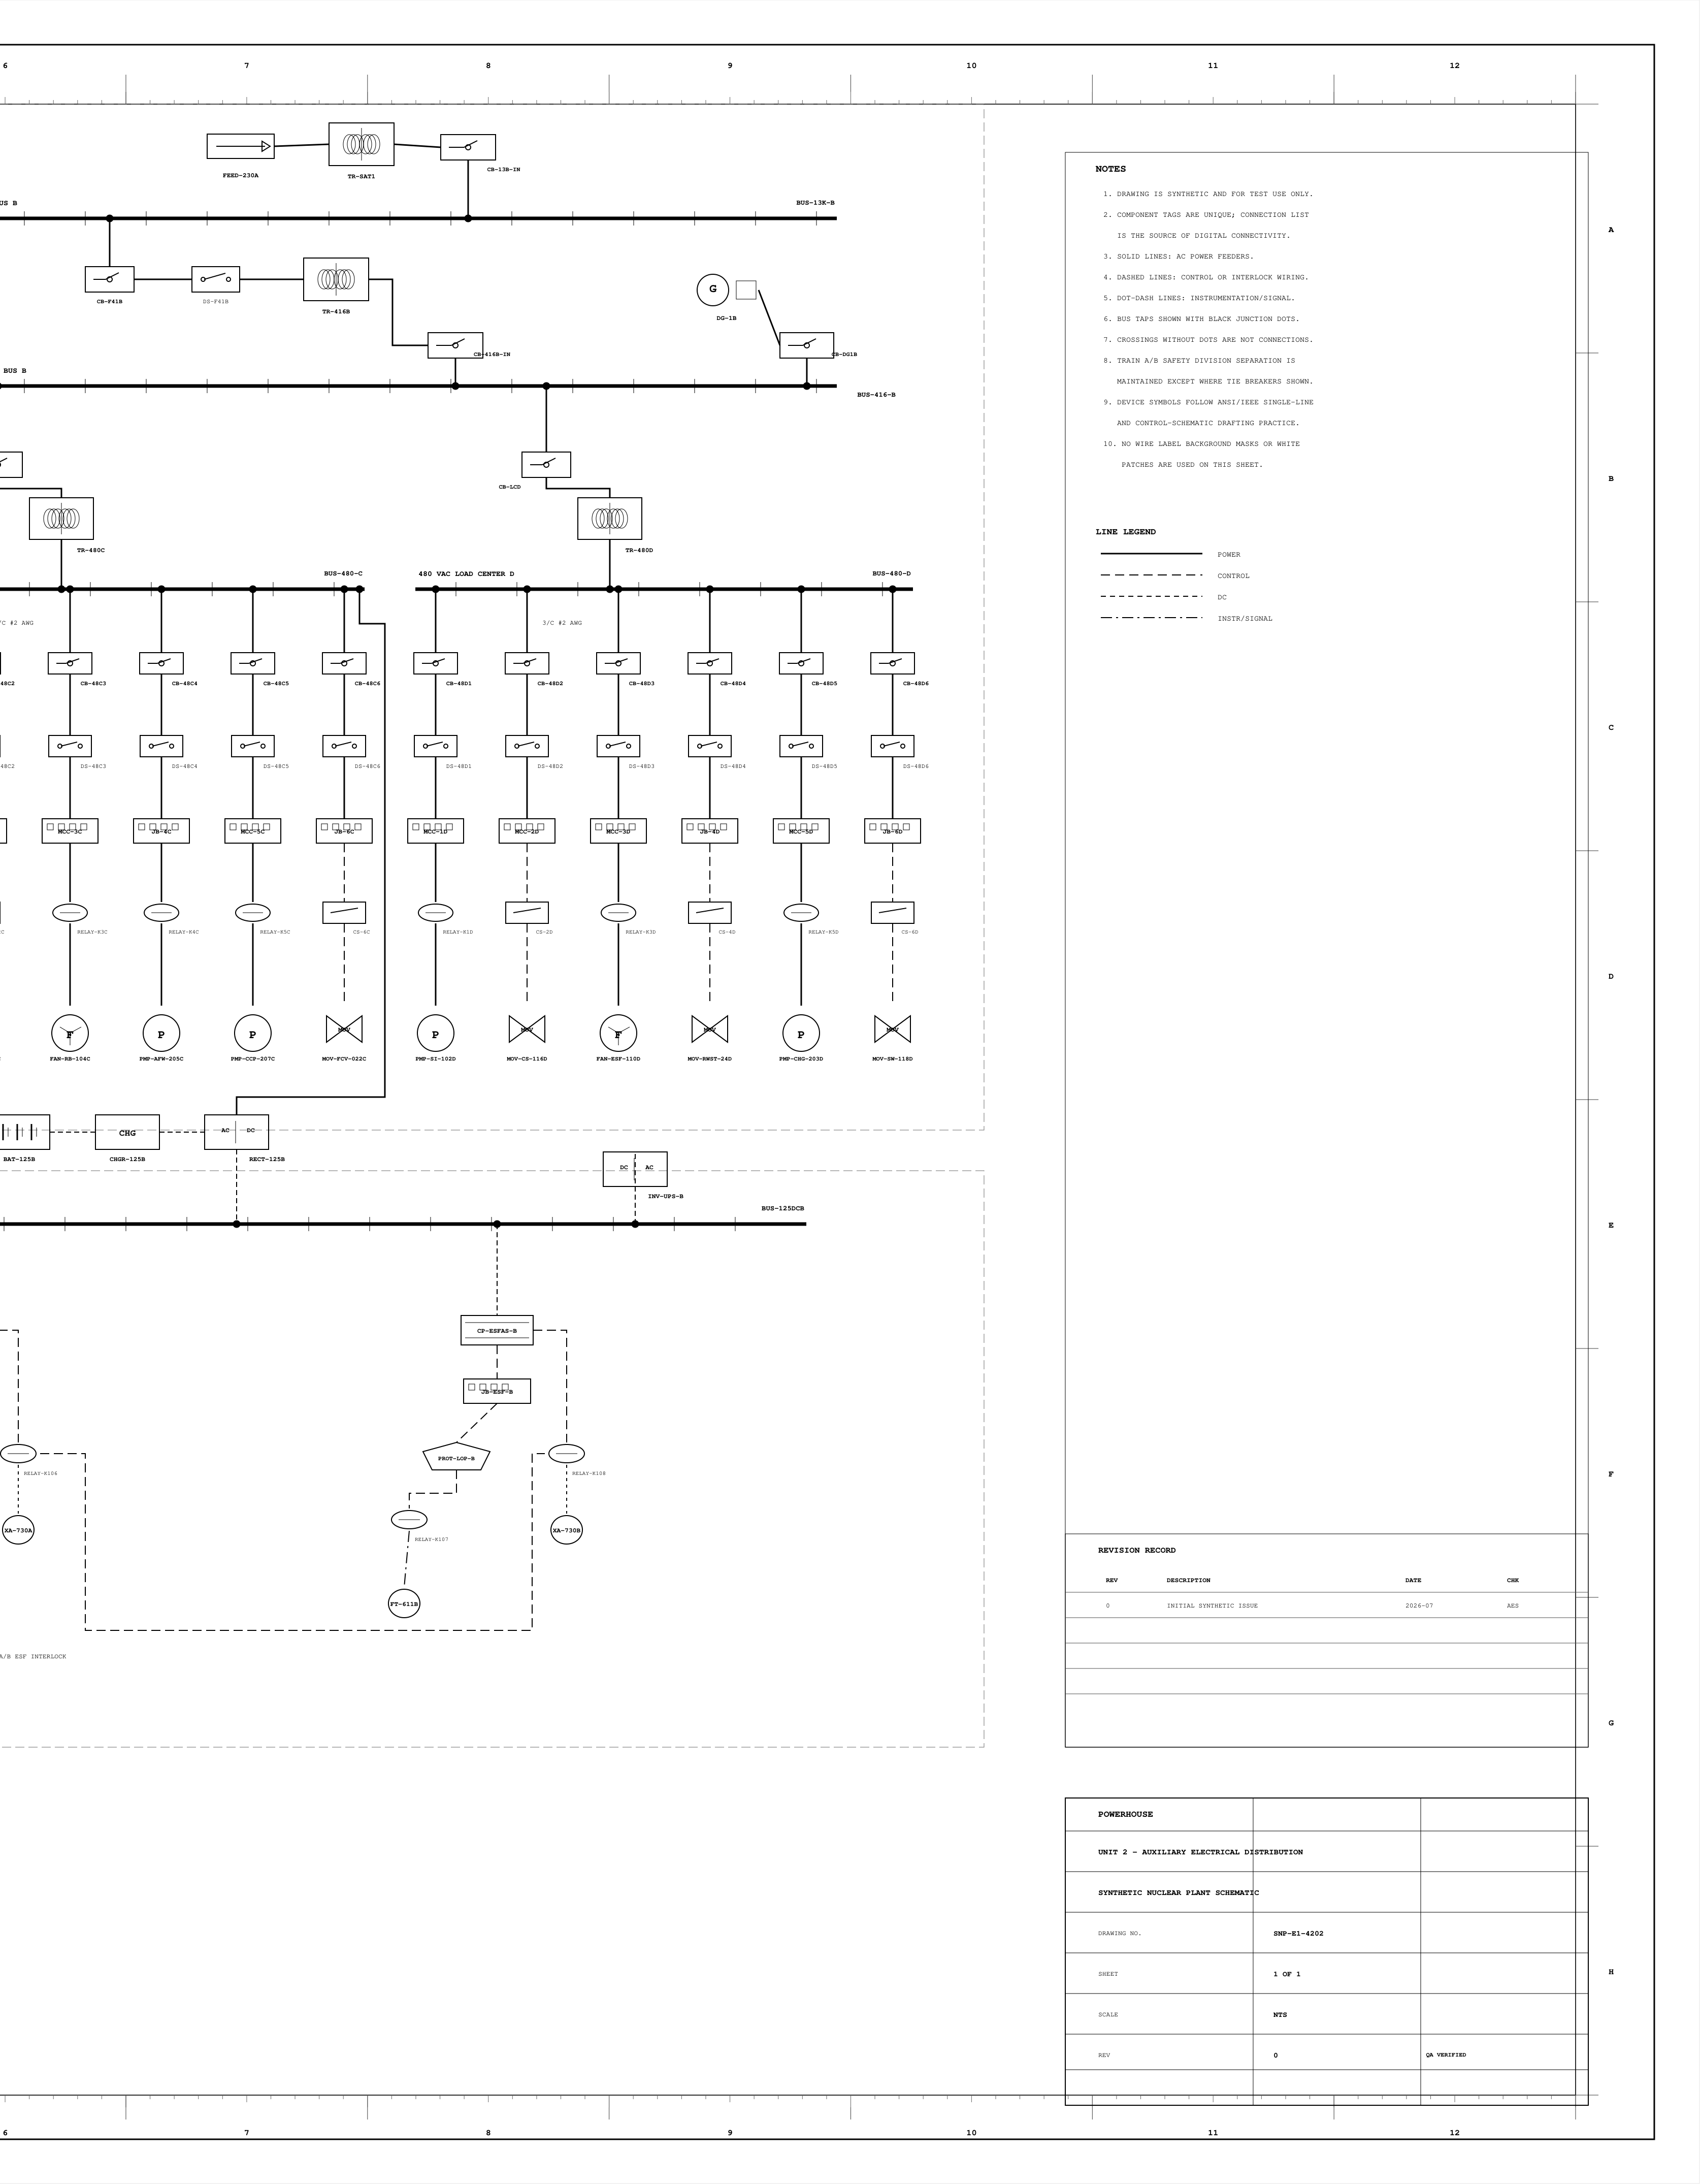 6 7 8 9 10 11 12
FEED-230A
TR-SAT1
CB-13B-IN
US B
BUS-13K-B
CB-F41B
DS-F41B
TR-416B
G
DG-1B
CB-416B-IN
CB-DG1B
BUS B
BUS-416-B
CB-LCD
TR-480C
TR-480D
BUS-480-C
480 VAC LOAD CENTER D
BUS-480-D
/C #2 AWG
3/C #2 AWG
48C2 CB-48C3 CB-48C4 CB-48C5 CB-48C6 CB-48D1 CB-48D2 CB-48D3 CB-48D4 CB-48D5 CB-48D6
48C2 DS-48C3 DS-48C4 DS-48C5 DS-48C6 DS-48D1 DS-48D2 DS-48D3 DS-48D4 DS-48D5 DS-48D6
MCC-3C JB-4C MCC-5C JB-6C MCC-1D MCC-2D MCC-3D JB-4D MCC-5D JB-6D
C RELAY-K3C RELAY-K4C RELAY-K5C CS-6C RELAY-K1D CS-2D RELAY-K3D CS-4D RELAY-K5D CS-6D
F P P MOV P MOV F MOV P MOV
FAN-RB-104C PMP-AFW-205C PMP-CCP-207C MOV-FCV-022C PMP-SI-102D MOV-CS-116D FAN-ESF-110D MOV-RWST-24D PMP-CHG-203D MOV-SW-118D
CHG
AC DC
BAT-125B
CHGR-125B
RECT-125B
DC AC
INV-UPS-B
BUS-125DCB
CP-ESFAS-B
JB-ESF-B
PROT-LOP-B
RELAY-K106
RELAY-K108
XA-730A
XA-730B
RELAY-K107
FT-611B
A/B ESF INTERLOCK
NOTES
1. DRAWING IS SYNTHETIC AND FOR TEST USE ONLY.
2. COMPONENT TAGS ARE UNIQUE; CONNECTION LIST
IS THE SOURCE OF DIGITAL CONNECTIVITY.
3. SOLID LINES: AC POWER FEEDERS.
4. DASHED LINES: CONTROL OR INTERLOCK WIRING.
5. DOT-DASH LINES: INSTRUMENTATION/SIGNAL.
6. BUS TAPS SHOWN WITH BLACK JUNCTION DOTS.
7. CROSSINGS WITHOUT DOTS ARE NOT CONNECTIONS.
8. TRAIN A/B SAFETY DIVISION SEPARATION IS
MAINTAINED EXCEPT WHERE TIE BREAKERS SHOWN.
9. DEVICE SYMBOLS FOLLOW ANSI/IEEE SINGLE-LINE
AND CONTROL-SCHEMATIC DRAFTING PRACTICE.
10. NO WIRE LABEL BACKGROUND MASKS OR WHITE
PATCHES ARE USED ON THIS SHEET.
LINE LEGEND
POWER
CONTROL
DC
INSTR/SIGNAL
A
B
C
D
E
F
G
H
REVISION RECORD
REV DESCRIPTION DATE CHK
0 INITIAL SYNTHETIC ISSUE 2026-07 AES
POWERHOUSE
UNIT 2 - AUXILIARY ELECTRICAL DISTRIBUTION
SYNTHETIC NUCLEAR PLANT SCHEMATIC
DRAWING NO. SNP-E1-4202
SHEET 1 OF 1
SCALE NTS
REV 0 QA VERIFIED
6 7 8 9 10 11 12